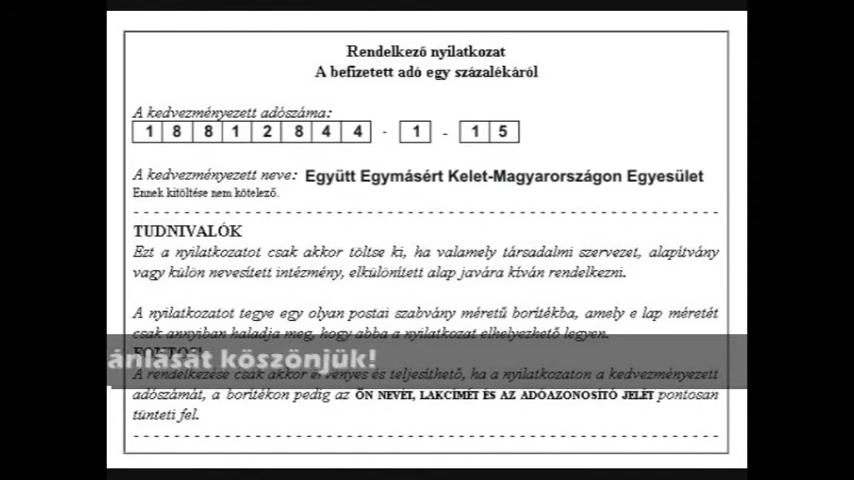 Rendelkező nyilatkozat
A befizetett adó egy százalékáról
A kedvezményezett adószáma:
1 8 8 1 2 8 4 4 - 1 - 1 5
A kedvezményezett neve: Együtt Egymásért Kelet-Magyarországon Egyesület
Ennek kitöltése nem kötelező.
TUDNIVALÓK
Ezt a nyilatkozatot csak akkor töltse ki, ha valamely társadalmi szervezet, alapítvány
vagy külön nevesített intézmény, elkülönített alap javára kíván rendelkezni.
A nyilatkozatot tegye egy olyan postai szabvány méretű borítékba, amely e lap méretét
csak annyiban haladja meg, hogy abba a nyilatkozat elhelyezhető legyen.
FONTOS!
ánlását köszönjük!
A rendelkezése csak akkor érvényes és teljesíthető, ha a nyilatkozaton a kedvezményezett
adószámát, a borítékon pedig az ÖN NEVÉT, LAKCÍMÉT ÉS AZ ADÓAZONOSÍTÓ JELÉT pontosan
tünteti fel.